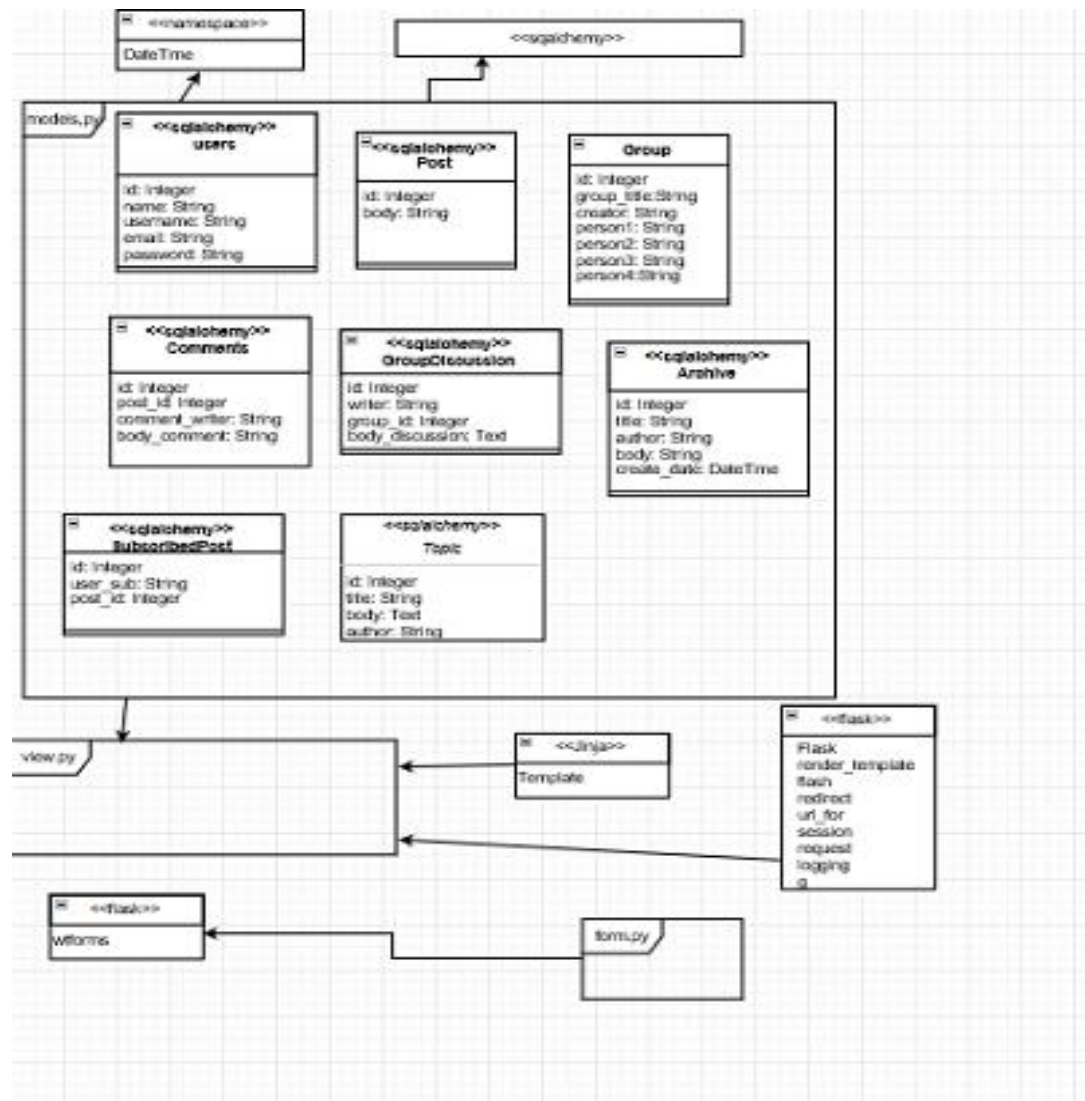 <<namespace>>
DateTime
<<sqalchemy>>
models.py
<<sqlalchemy>>
users
id: Integer
name: String
username: String
email: String
password: String
<<sqlalchemy>>
Post
id: Integer
body: String
Group
id: Integer
group_title:String
creator: String
person1: String
person2: String
person3: String
person4:String
<<sqlalchemy>>
Comments
id: Integer
post_id: Integer
comment_writer: String
body_comment: String
<<sqlalchemy>>
GroupDiscussion
id: Integer
writer: String
group_id: Integer
body_discussion: Text
<<sqlalchemy>>
Archive
id: Integer
title: String
author: String
body: String
create_date: DateTime
<<sqlalchemy>>
SubscribedPost
id: Integer
user_sub: String
post_id: Integer
<<sqlalchemy>>
Topic
id: Integer
title: String
body: Text
author: String
view.py
<<Jinja>>
Template
<<flask>>
Flask
render_template
flash
redirect
url_for
session
request
logging
g
<<flask>>
wtforms
form.py